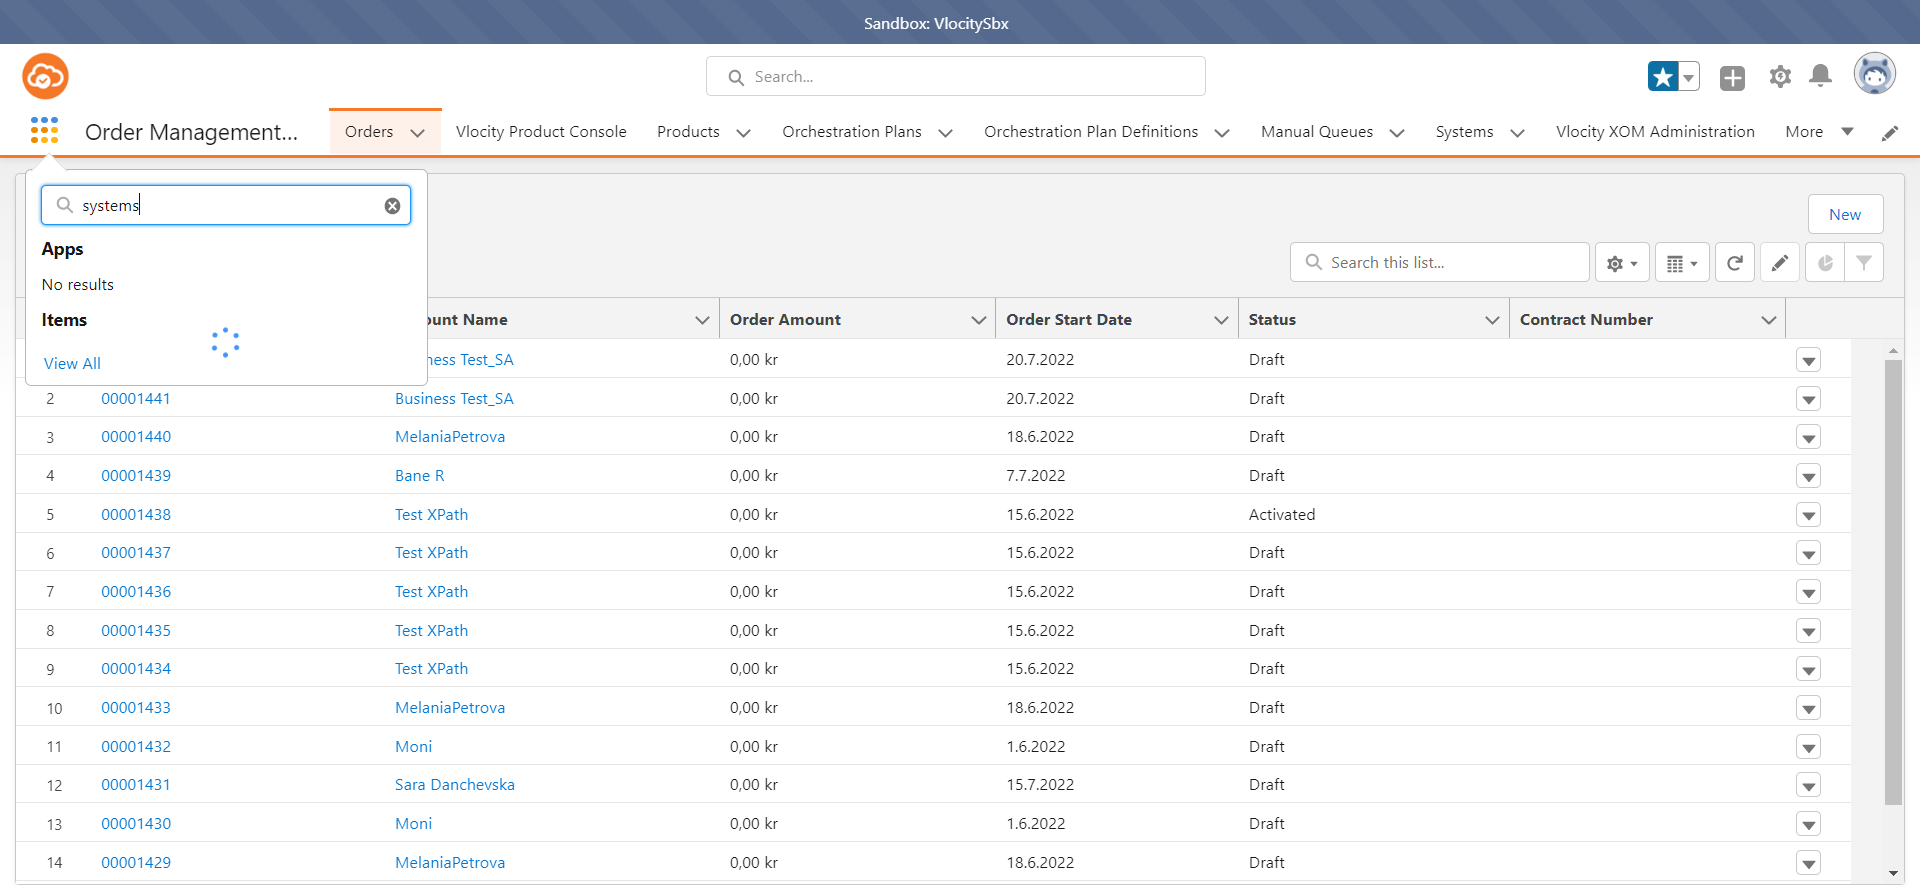 Sandbox: VlocitySbx
Search...
Order Management...
Orders
Vlocity Product Console
Products
Orchestration Plans
Orchestration Plan Definitions
Manual Queues
Systems
Vlocity XOM Administration
More
systems
Apps
No results
Items
View All
New
Search this list...
ount Name
Order Amount
Order Start Date
Status
Contract Number
ness Test_SA 0,00 kr 20.7.2022 Draft
2 00001441 Business Test_SA 0,00 kr 20.7.2022 Draft
3 00001440 MelaniaPetrova 0,00 kr 18.6.2022 Draft
4 00001439 Bane R 0,00 kr 7.7.2022 Draft
5 00001438 Test XPath 0,00 kr 15.6.2022 Activated
6 00001437 Test XPath 0,00 kr 15.6.2022 Draft
7 00001436 Test XPath 0,00 kr 15.6.2022 Draft
8 00001435 Test XPath 0,00 kr 15.6.2022 Draft
9 00001434 Test XPath 0,00 kr 15.6.2022 Draft
10 00001433 MelaniaPetrova 0,00 kr 18.6.2022 Draft
11 00001432 Moni 0,00 kr 1.6.2022 Draft
12 00001431 Sara Danchevska 0,00 kr 15.7.2022 Draft
13 00001430 Moni 0,00 kr 1.6.2022 Draft
14 00001429 MelaniaPetrova 0,00 kr 18.6.2022 Draft